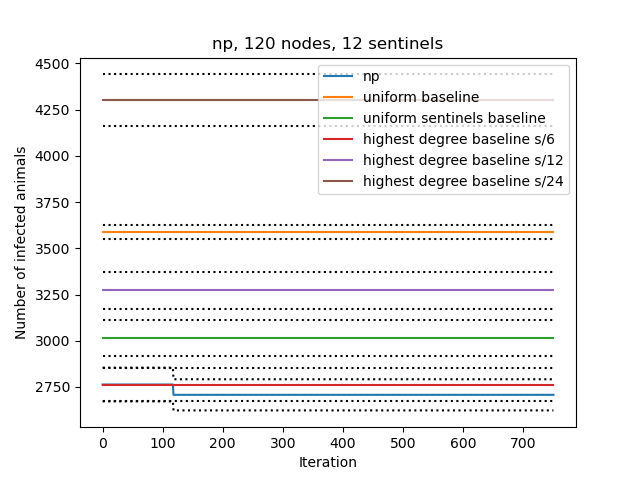 np, 120 nodes, 12 sentinels
np
uniform baseline
uniform sentinels baseline
highest degree baseline s/6
highest degree baseline s/12
highest degree baseline s/24
Number of infected animals
4500
4250
4000
3750
3500
3250
3000
2750
0 100 200 300 400 500 600 700
Iteration